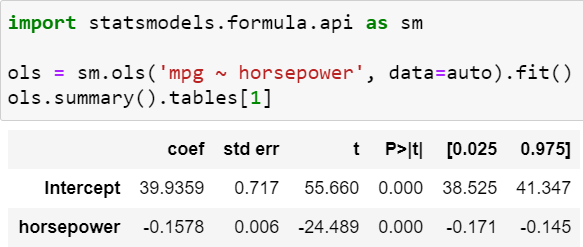 import statsmodels.formula.api as sm
ols = sm.ols('mpg ~ horsepower', data=auto).fit()
ols.summary().tables[1]
coef std err t P>|t| [0.025 0.975]
Intercept 39.9359 0.717 55.660 0.000 38.525 41.347
horsepower -0.1578 0.006 -24.489 0.000 -0.171 -0.145